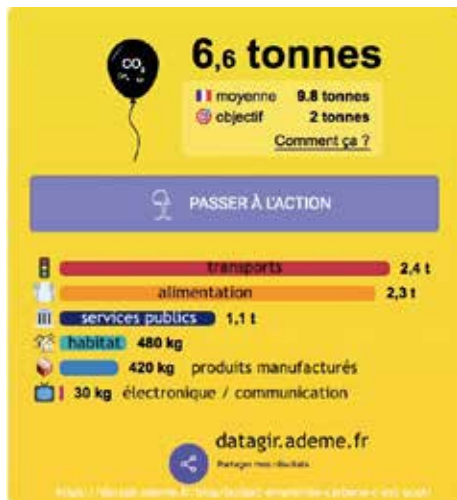 CO₂
6,6 tonnes
moyenne 9.8 tonnes
objectif 2 tonnes
Comment ça ?
PASSER À L'ACTION
transports 2,4 t
alimentation 2,3 t
services publics 1,1 t
habitat 480 kg
420 kg produits manufacturés
30 kg électronique / communication
datagir.ademe.fr
Partager mes résultats